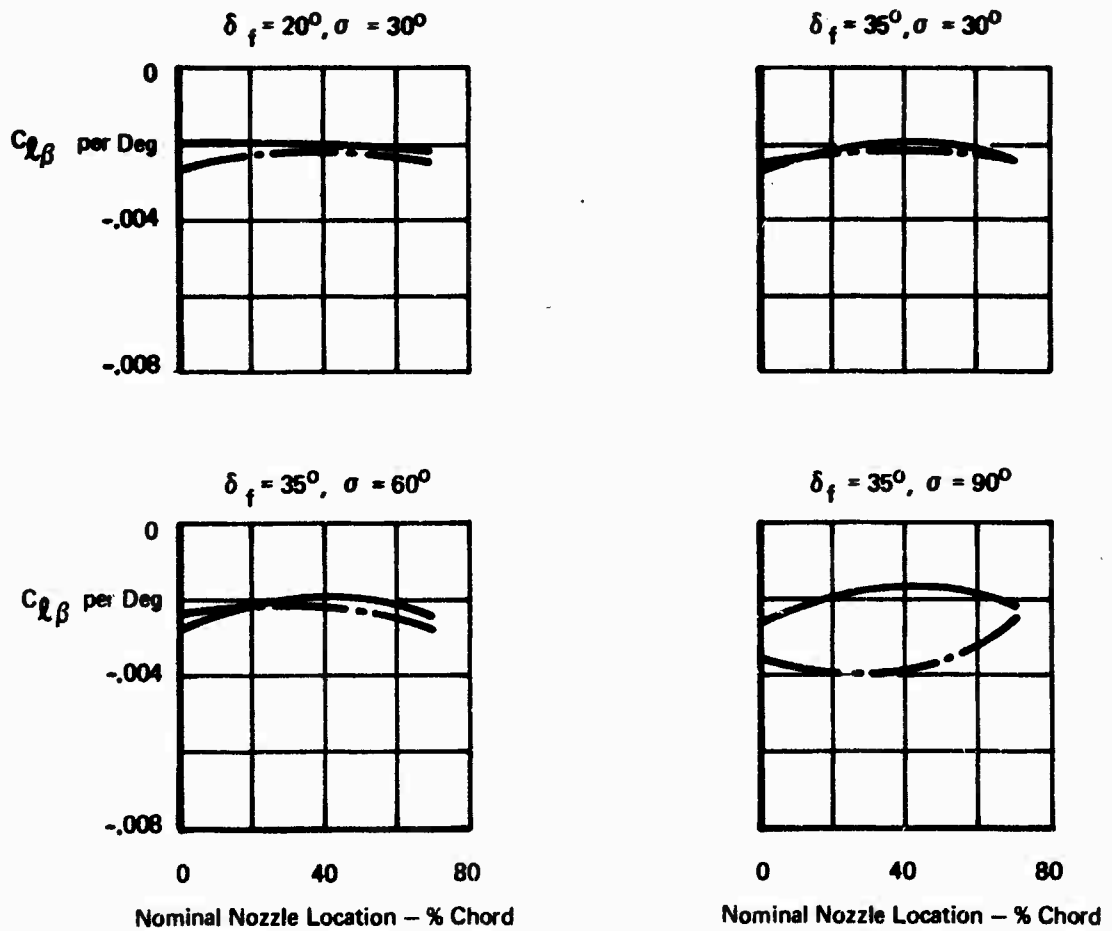 δ f = 20⁰, σ = 30⁰
δ f = 35⁰, σ = 30⁰
0
Cℓβ per Deg
-.004
-.008
δ f = 35⁰, σ = 60⁰
δ f = 35⁰, σ = 90⁰
0
Cℓβ per Deg
-.004
-.008
0 40 80
0 40 80
Nominal Nozzle Location – % Chord
Nominal Nozzle Location – % Chord